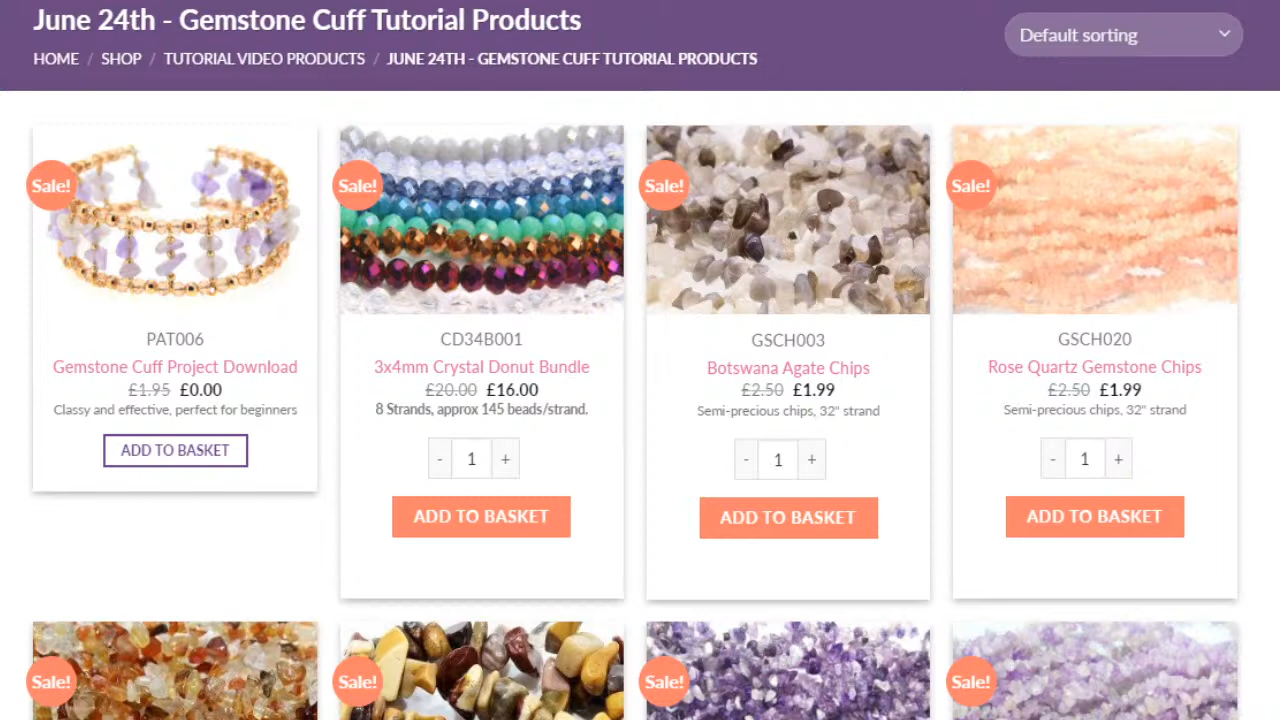 June 24th - Gemstone Cuff Tutorial Products
Default sorting
HOME / SHOP / TUTORIAL VIDEO PRODUCTS / JUNE 24TH - GEMSTONE CUFF TUTORIAL PRODUCTS
Sale!
Sale!
Sale!
Sale!
PAT006
Gemstone Cuff Project Download
£1.95 £0.00
Classy and effective, perfect for beginners
ADD TO BASKET
CD34B001
3x4mm Crystal Donut Bundle
£20.00 £16.00
8 Strands, approx 145 beads/strand.
- 1 +
ADD TO BASKET
GSCH003
Botswana Agate Chips
£2.50 £1.99
Semi-precious chips, 32" strand
- 1 +
ADD TO BASKET
GSCH020
Rose Quartz Gemstone Chips
£2.50 £1.99
Semi-precious chips, 32" strand
- 1 +
ADD TO BASKET
Sale!
Sale!
Sale!
Sale!